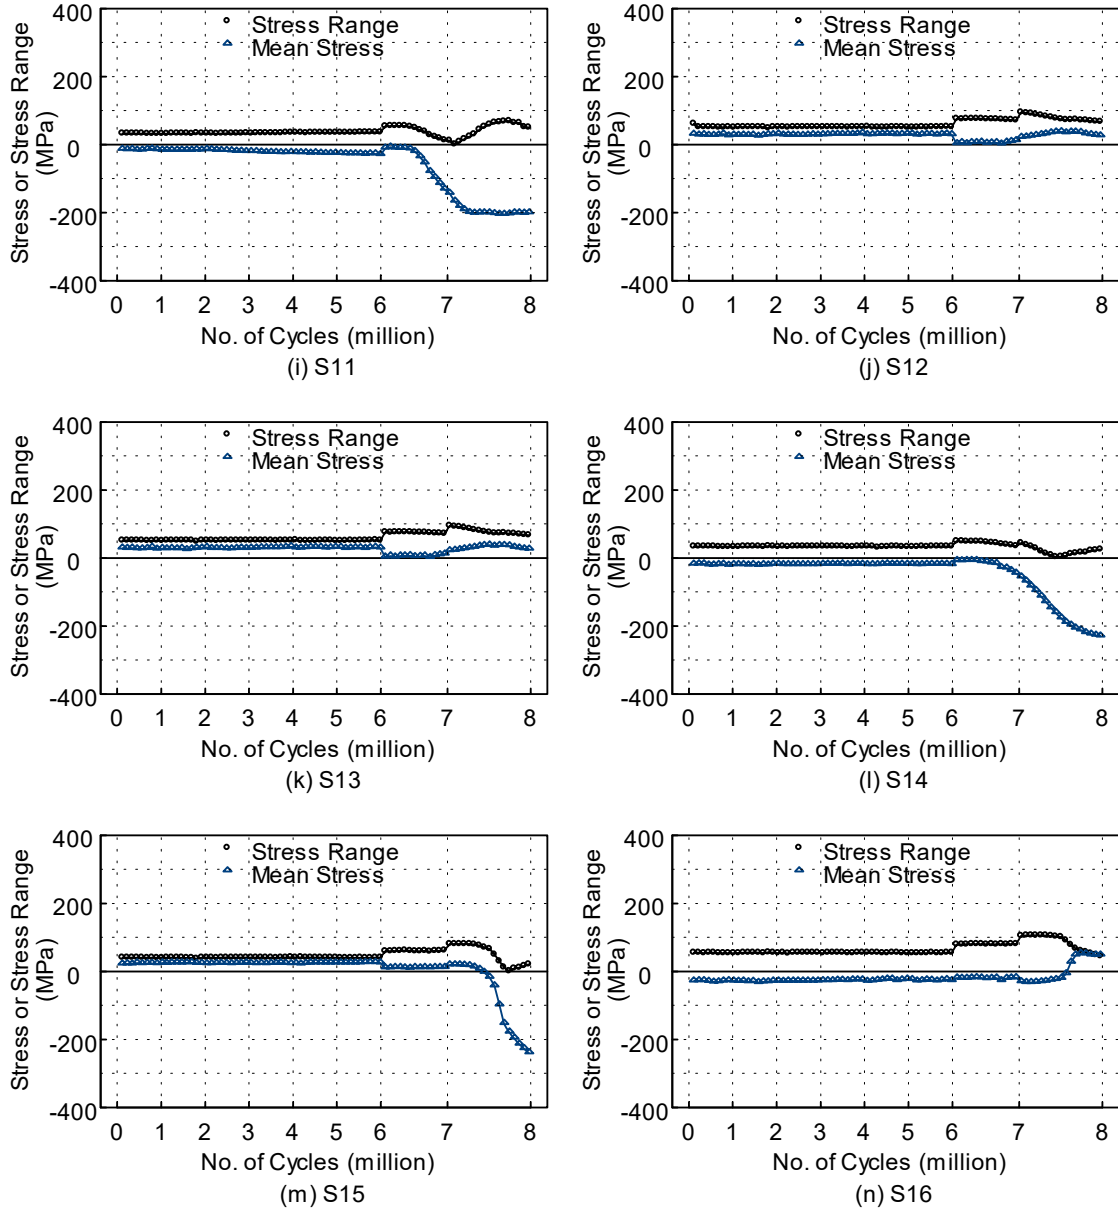 400
200
0
-200
-400
Stress or Stress Range
(MPa)
Stress Range
Mean Stress
0 1 2 3 4 5 6 7 8
No. of Cycles (million)
(i) S11
400
200
0
-200
-400
Stress or Stress Range
(MPa)
Stress Range
Mean Stress
0 1 2 3 4 5 6 7 8
No. of Cycles (million)
(j) S12
400
200
0
-200
-400
Stress or Stress Range
(MPa)
Stress Range
Mean Stress
0 1 2 3 4 5 6 7 8
No. of Cycles (million)
(k) S13
400
200
0
-200
-400
Stress or Stress Range
(MPa)
Stress Range
Mean Stress
0 1 2 3 4 5 6 7 8
No. of Cycles (million)
(l) S14
400
200
0
-200
-400
Stress or Stress Range
(MPa)
Stress Range
Mean Stress
0 1 2 3 4 5 6 7 8
No. of Cycles (million)
(m) S15
400
200
0
-200
-400
Stress or Stress Range
(MPa)
Stress Range
Mean Stress
0 1 2 3 4 5 6 7 8
No. of Cycles (million)
(n) S16